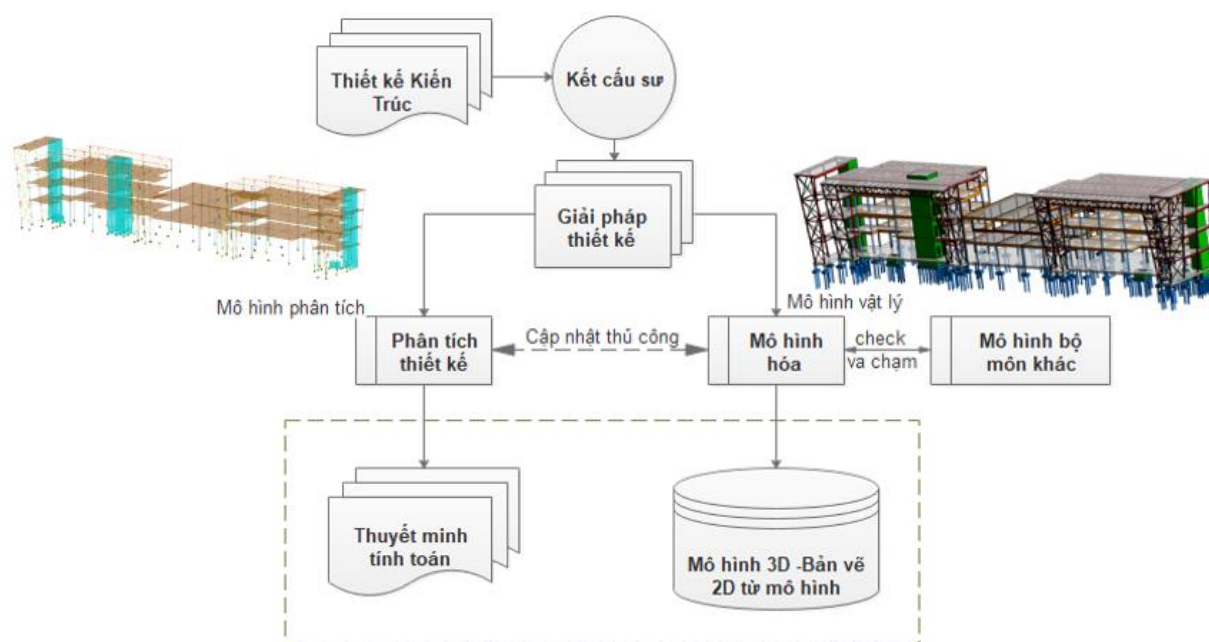 Thiết kế Kiến
Trúc
Kết cấu sư
Giải pháp
thiết kế
Mô hình phân tích
Mô hình vật lý
Phân tích
thiết kế
Cập nhật thủ công
Mô hình
hóa
check
va chạm
Mô hình bộ
môn khác
Thuyết minh
tính toán
Mô hình 3D -Bản vẽ
2D từ mô hình